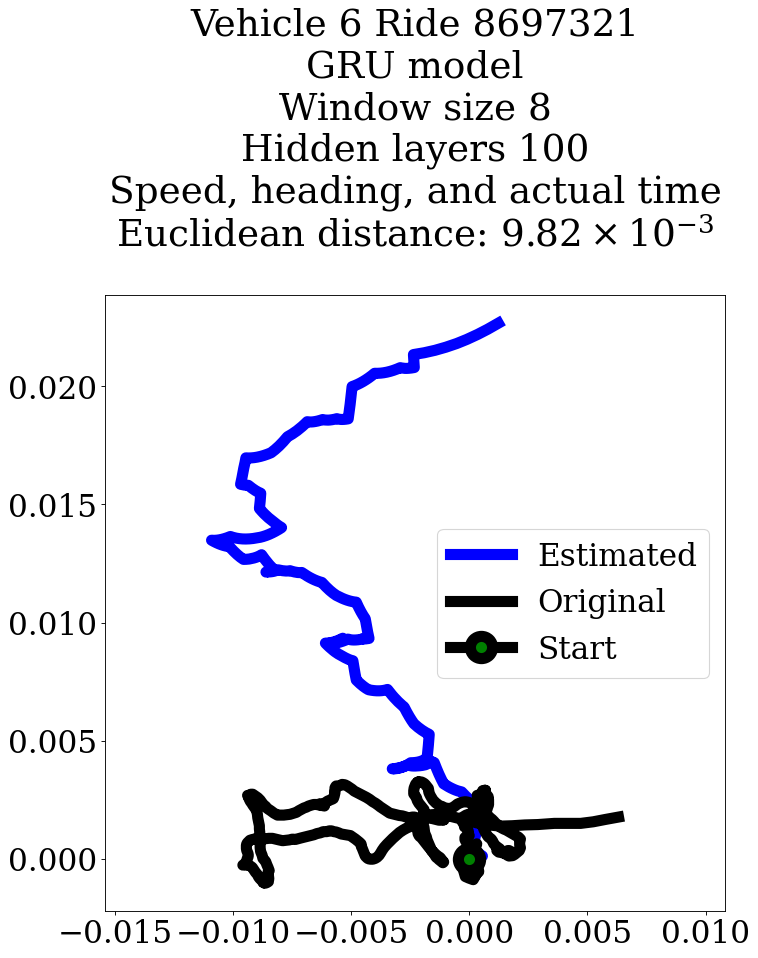 Vehicle 6 Ride 8697321
GRU model
Window size 8
Hidden layers 100
Speed, heading, and actual time
Euclidean distance: 9.82 × 10⁻³
0.020
0.015
0.010
0.005
0.000
Estimated
Original
Start
−0.015 −0.010 −0.005 0.000 0.005 0.010